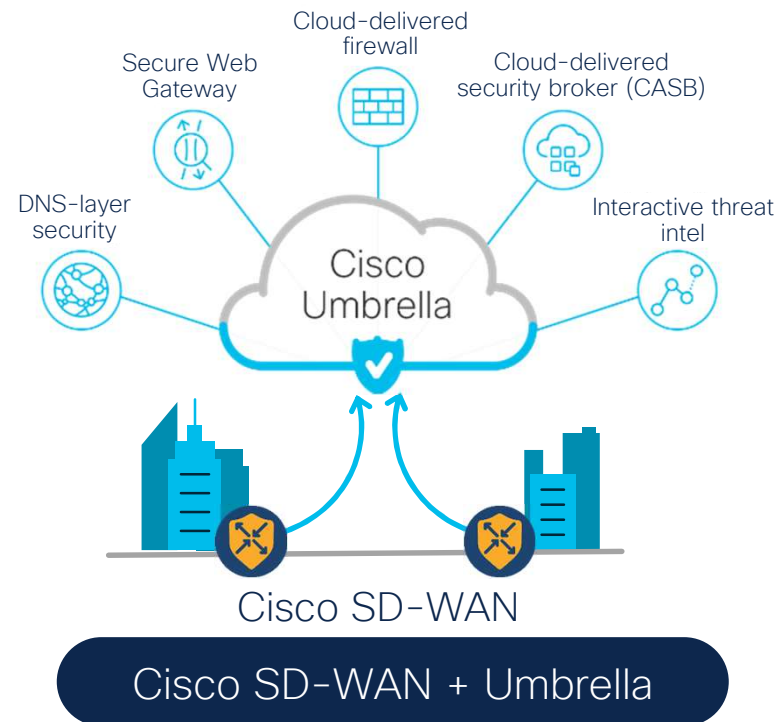 Cloud-delivered
firewall
Secure Web
Gateway
Cloud-delivered
security broker (CASB)
DNS-layer
security
Interactive threat
intel
Cisco
Umbrella
Cisco SD-WAN
Cisco SD-WAN + Umbrella